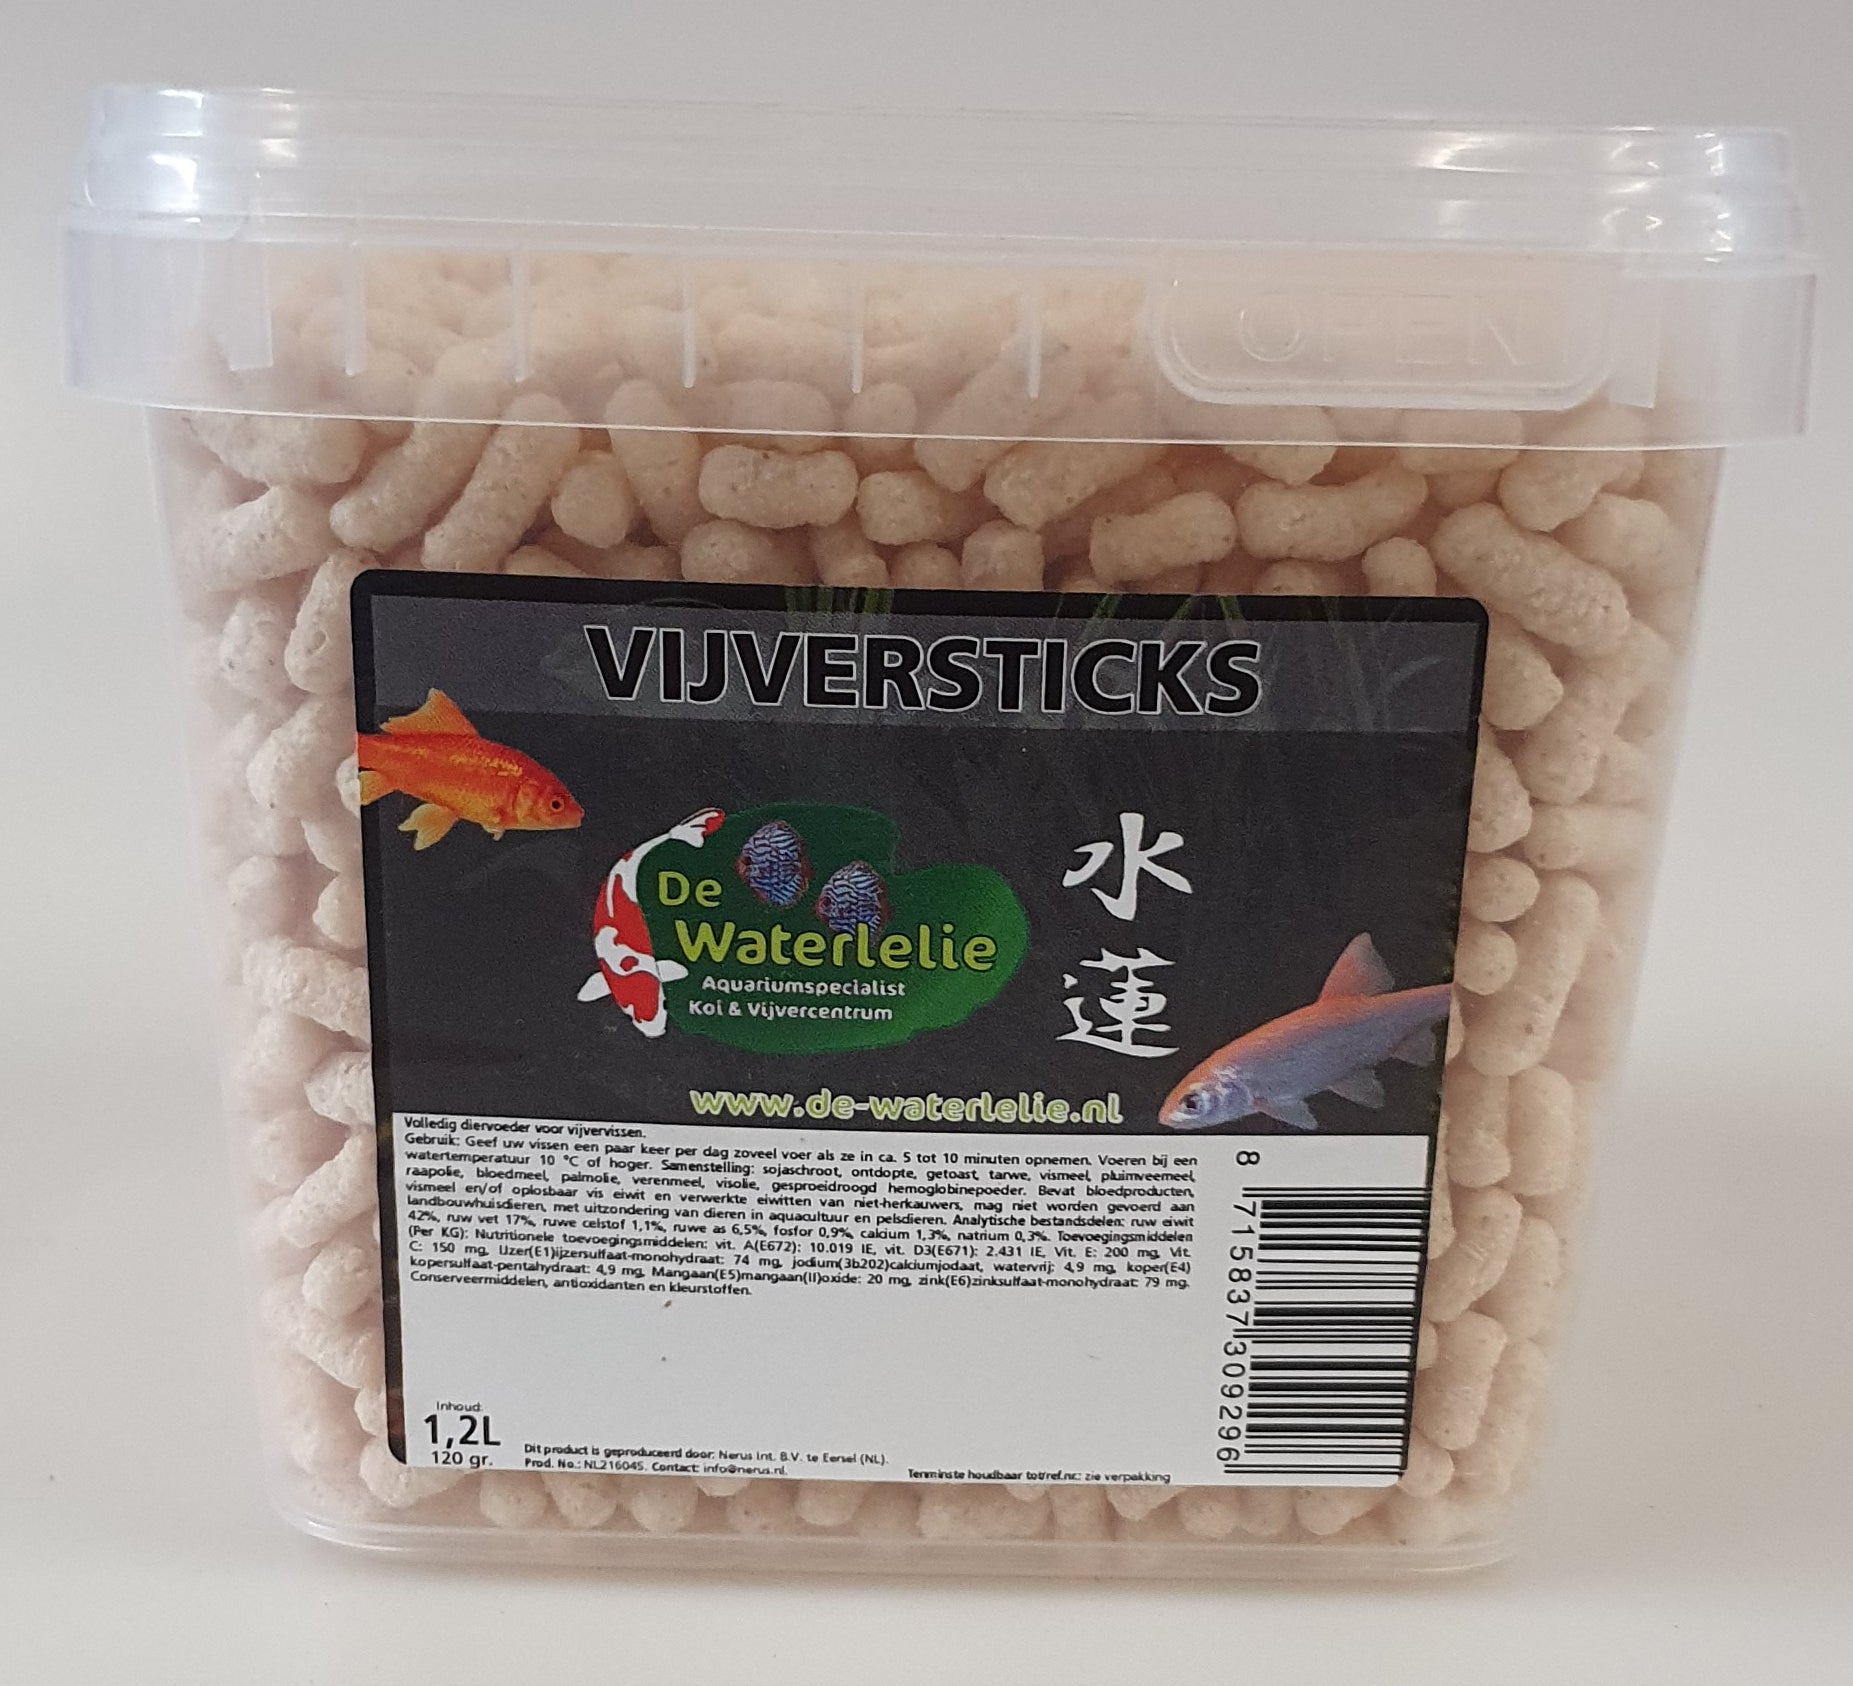 OPEN
VIJVERSTICKS
De
Waterlelie
Aquariumspecialist
Koi & Vijvercentrum
水
蓮
www.de-waterlelie.nl
Volledig diervoeder voor vijvervissen.
Gebruik: Geef uw vissen een paar keer per dag zoveel voer als ze in ca. 5 tot 10 minuten opnemen. Voeren bij een
watertemperatuur 10 °C of hoger. Samenstelling: sojaschroot, ontdopte, getoast, tarwe, vismeel, pluimveemeel,
raapolie, bloedmeel, palmolie, verenmeel, visolie, gesproeidroogd hemoglobinepoeder. Bevat bloedproducten,
vismeel en/of oplosbaar vis eiwit en verwerkte eiwitten van niet-herkauwers, mag niet worden gevoerd aan
landbouwhuisdieren, met uitzondering van dieren in aquacultuur en pelsdieren. Analytische bestandsdelen: ruw eiwit
42%, ruw vet 17%, ruwe celstof 1,1%, ruwe as 6,5%, fosfor 0,9%, calcium 1,3%, natrium 0,3%. Toevoegingsmiddelen
(Per KG): Nutritionele toevoegingsmiddelen: vit. A(E672): 10.019 IE, vit. D3(E671): 2.431 IE, Vit. E: 200 mg, Vit.
C: 150 mg, IJzer(E1)ijzersulfaat-monohydraat: 74 mg, jodium(3b202)calciumjodaat, watervrij: 4,9 mg, koper(E4)
kopersulfaat-pentahydraat: 4,9 mg, Mangaan(E5)mangaan(II)oxide: 20 mg, zink(E6)zinksulfaat-monohydraat: 79 mg.
Conserveermiddelen, antioxidanten en kleurstoffen.
8 715837 309296
Inhoud:
1,2L
120 gr.
Dit product is geproduceerd door: Nerus Int. B.V. te Eersel (NL).
Prod. No.: NL216045. Contact: info@nerus.nl.
Tenminste houdbaar tot/ref.nr.: zie verpakking